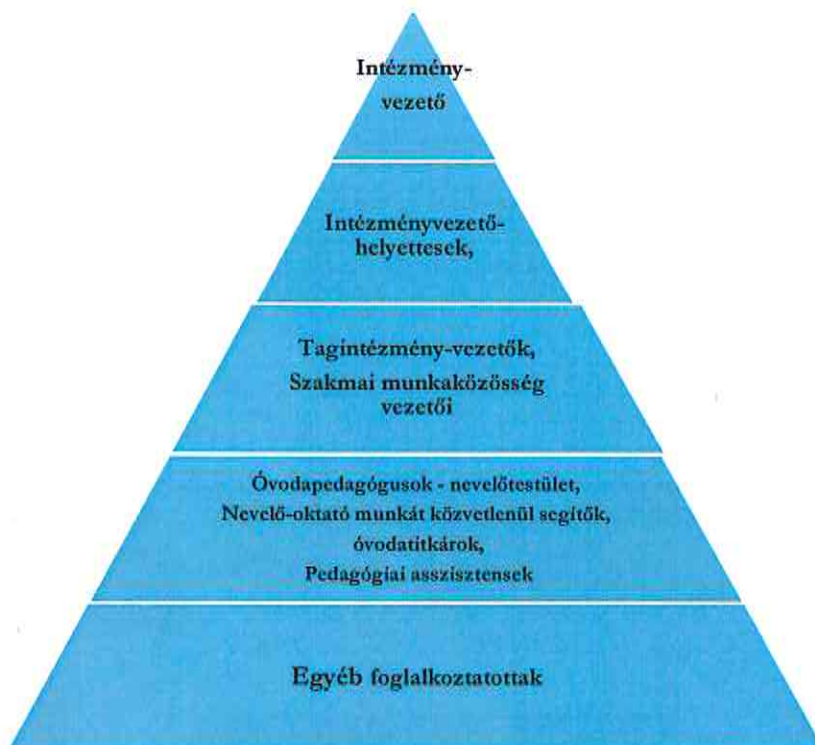 Intézmény-
vezető
Intézményvezető-
helyettesek,
Tagintézmény-vezetők,
Szakmai munkaközösség
vezetői
Óvodapedagógusok - nevelőtestület,
Nevelő-oktató munkát közvetlenül segítők,
óvodatitkárok,
Pedagógiai asszisztensek
Egyéb foglalkoztatottak